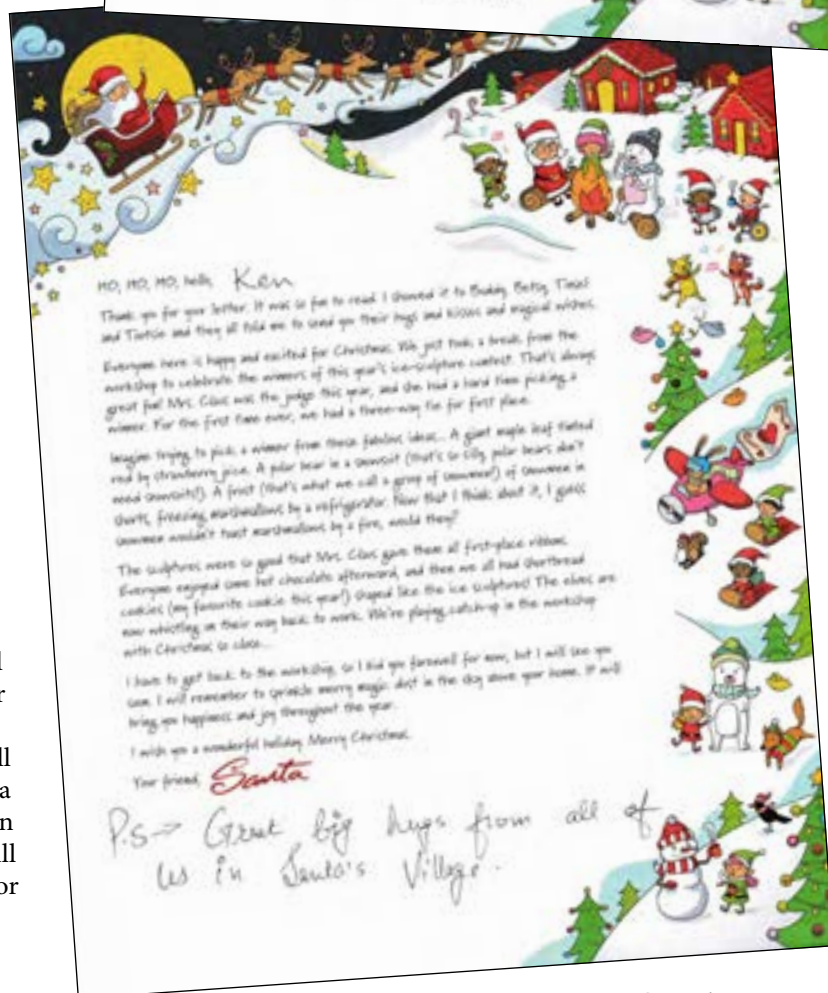 HO, HO, HO, hello, Ken
Thank you for your letter. It was so fun to read. I showed it to Buddy, Betsy, Tinsel
and Tootsie and they all told me to send you their hugs and kisses and magical wishes.
Everyone here is happy and excited for Christmas. We just took a break from the
workshop to celebrate the winners of this year's ice-sculpture contest. That's always
great fun! Mrs. Claus was the judge this year, and she had a hard time picking a
winner. For the first time ever, we had a three-way tie for first place.
Imagine trying to pick a winner from these fabulous ideas... A giant maple leaf tinted
red by strawberry juice. A polar bear in a snowsuit (that's so silly, polar bears don't
need snowsuits!). A frost (that's what we call a group of snowmen!) of snowmen in
shorts, freezing marshmallows by a refrigerator. Now that I think about it, I guess
snowmen wouldn't toast marshmallows by a fire, would they?
The sculptures were so good that Mrs. Claus gave them all first-place ribbons.
Everyone enjoyed some hot chocolate afterward, and then we all had shortbread
cookies (my favourite cookie this year!) shaped like the ice sculptures! The elves are
now whistling on their way back to work. We're playing catch-up in the workshop
with Christmas so close...
I have to get back to the workshop, so I bid you farewell for now, but I will see you
soon. I will remember to sprinkle merry magic dust in the sky above your home. It will
bring you happiness and joy throughout the year.
I wish you a wonderful holiday. Merry Christmas!
Your friend, Santa
P.S→ Great big hugs from all of
us in Santa's Village.
r
ll
a
n
ll
or